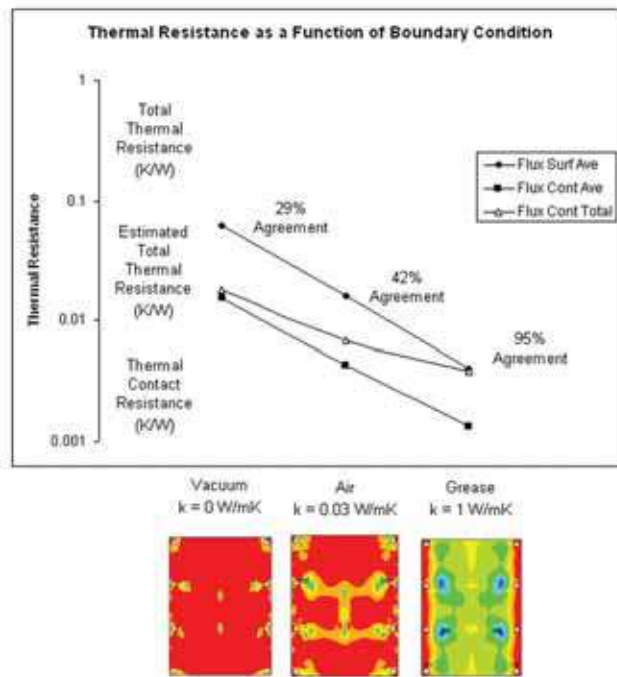 Thermal Resistance as a Function of Boundary Condition
1
Total
Thermal
Resistance
(K/W)
Flux Surf Ave
Flux Cont Ave
Flux Cont Total
0.1
29%
Agreement
Estimated
Total
Thermal
Resistance
(K/W)
42%
Agreement
Thermal Resistance
0.01
95%
Agreement
Thermal
Contact
Resistance
(K/W)
0.001
Vacuum
k = 0 W/mK
Air
k = 0.03 W/mK
Grease
k = 1 W/mK